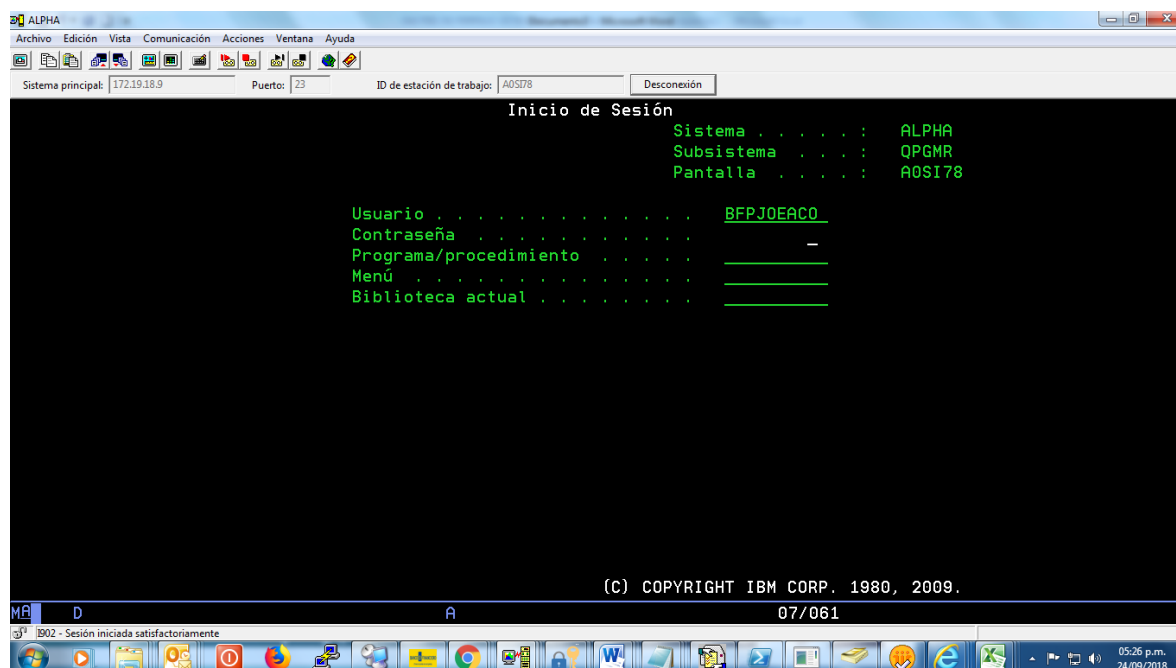 ALPHA
Archivo Edición Vista Comunicación Acciones Ventana Ayuda
Sistema principal: 172.19.18.9 Puerto: 23 ID de estación de trabajo: A0SI78 Desconexión
Inicio de Sesión
Sistema . . . . . : ALPHA
Subsistema . . . : QPGMR
Pantalla . . . . : A0SI78
Usuario . . . . . . . . . . . . . BFPJOEACO
Contraseña . . . . . . . . . . . _
Programa/procedimiento . . . . .
Menú . . . . . . . . . . . . . .
Biblioteca actual . . . . . . . .
(C) COPYRIGHT IBM CORP. 1980, 2009.
MA D A 07/061
I902 - Sesión iniciada satisfactoriamente
05:26 p.m.